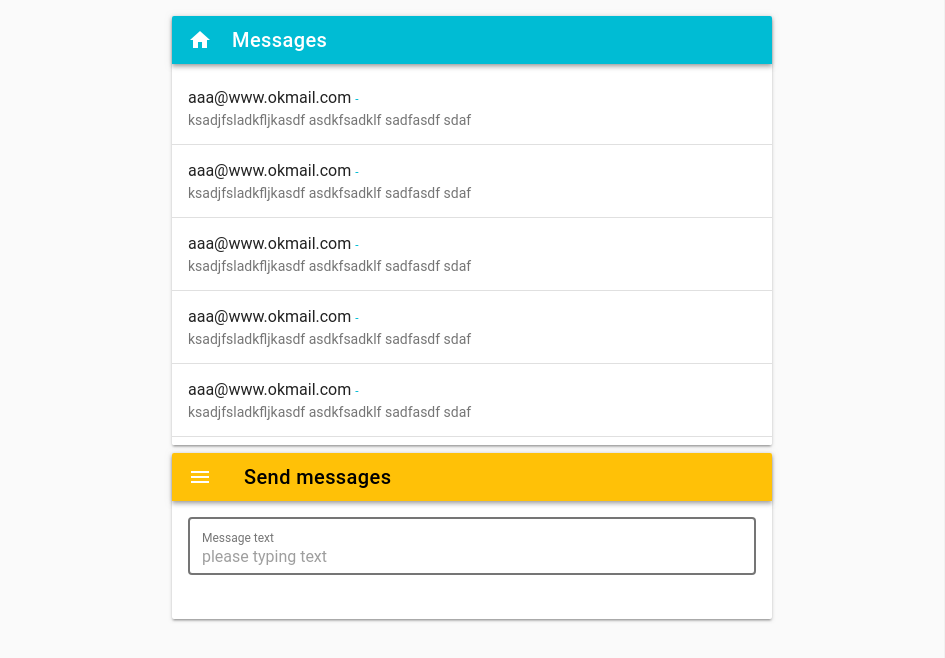 Messages
aaa@www.okmail.com -
ksadjfsladkfljkasdf asdkfsadklf sadfasdf sdaf
aaa@www.okmail.com -
ksadjfsladkfljkasdf asdkfsadklf sadfasdf sdaf
aaa@www.okmail.com -
ksadjfsladkfljkasdf asdkfsadklf sadfasdf sdaf
aaa@www.okmail.com -
ksadjfsladkfljkasdf asdkfsadklf sadfasdf sdaf
aaa@www.okmail.com -
ksadjfsladkfljkasdf asdkfsadklf sadfasdf sdaf
Send messages
Message text
please typing text